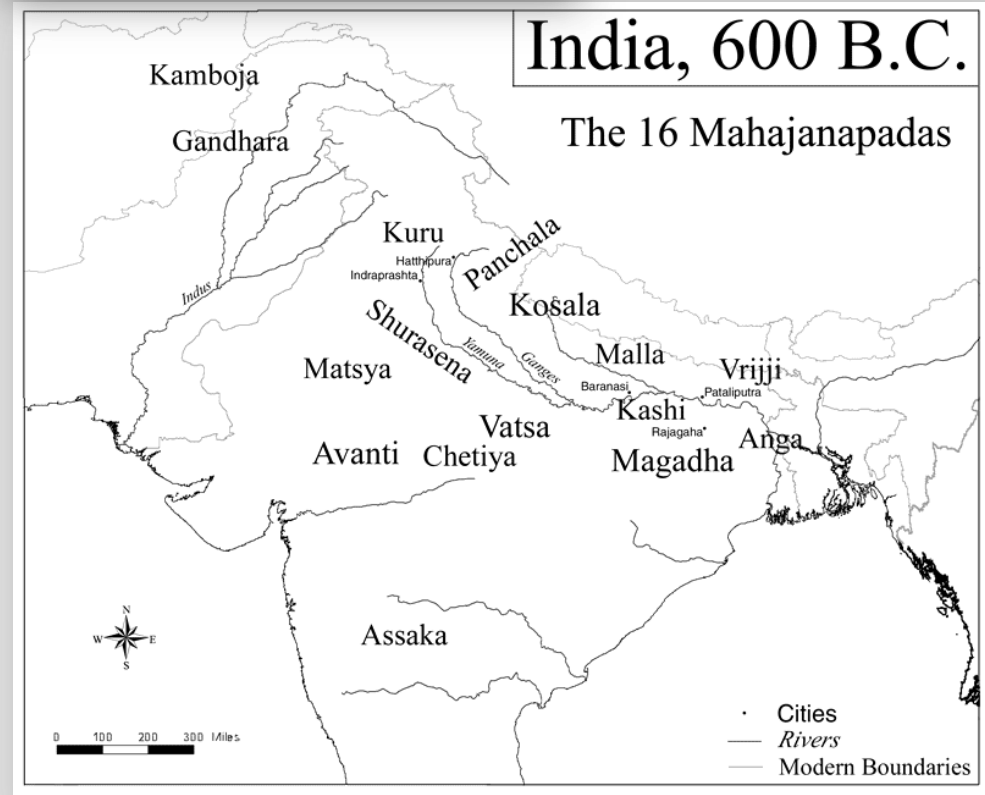 India, 600 B.C.
The 16 Mahajanapadas
Kamboja
Gandhara
Kuru
Hatthipura
Indraprashta
Panchala
Indus
Kosala
Shurasena
Yamuna
Ganges
Malla
Matsya
Vrijji
Baranasi
Pataliputra
Kashi
Vatsa
Rajagaha
Anga
Avanti
Chetiya
Magadha
Assaka
N
W
E
S
0 100 200 300 Miles
Cities
Rivers
Modern Boundaries